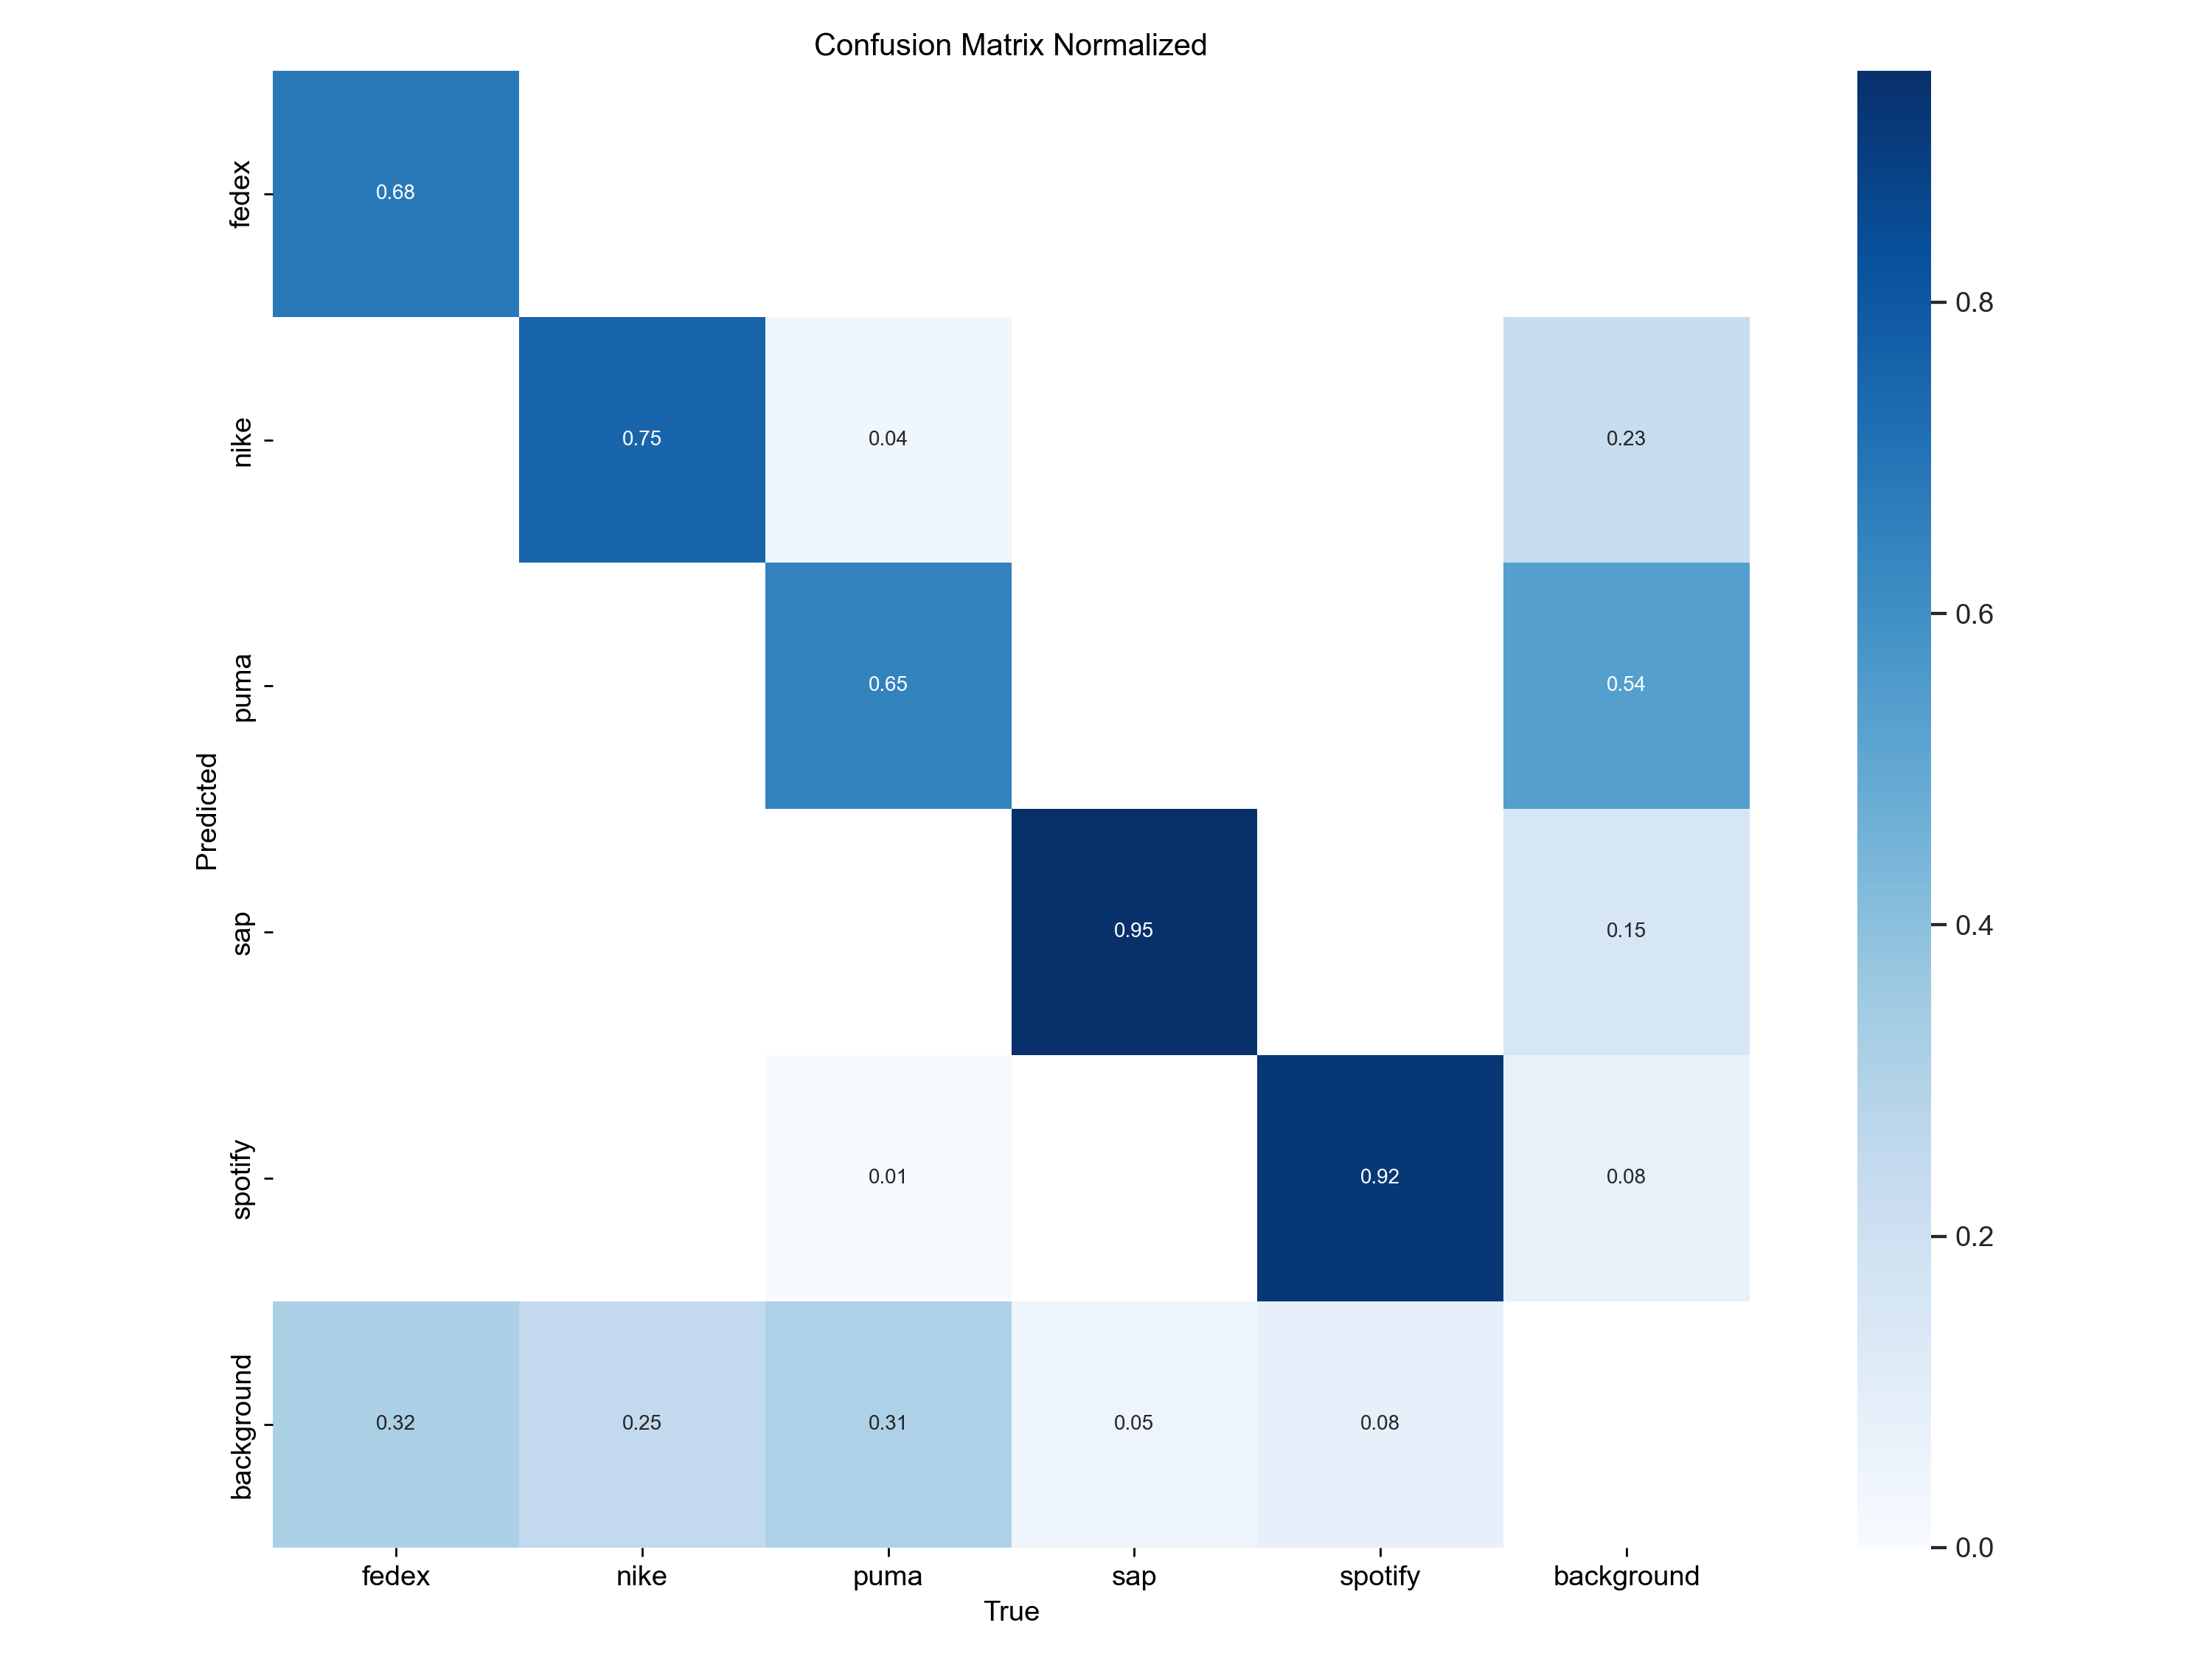 Confusion Matrix Normalized
fedex
0.68
nike
0.75 0.04 0.23
puma
0.65 0.54
Predicted
sap
0.95 0.15
spotify
0.01 0.92 0.08
background
0.32 0.25 0.31 0.05 0.08
fedex nike puma sap spotify background
True
0.8
0.6
0.4
0.2
0.0